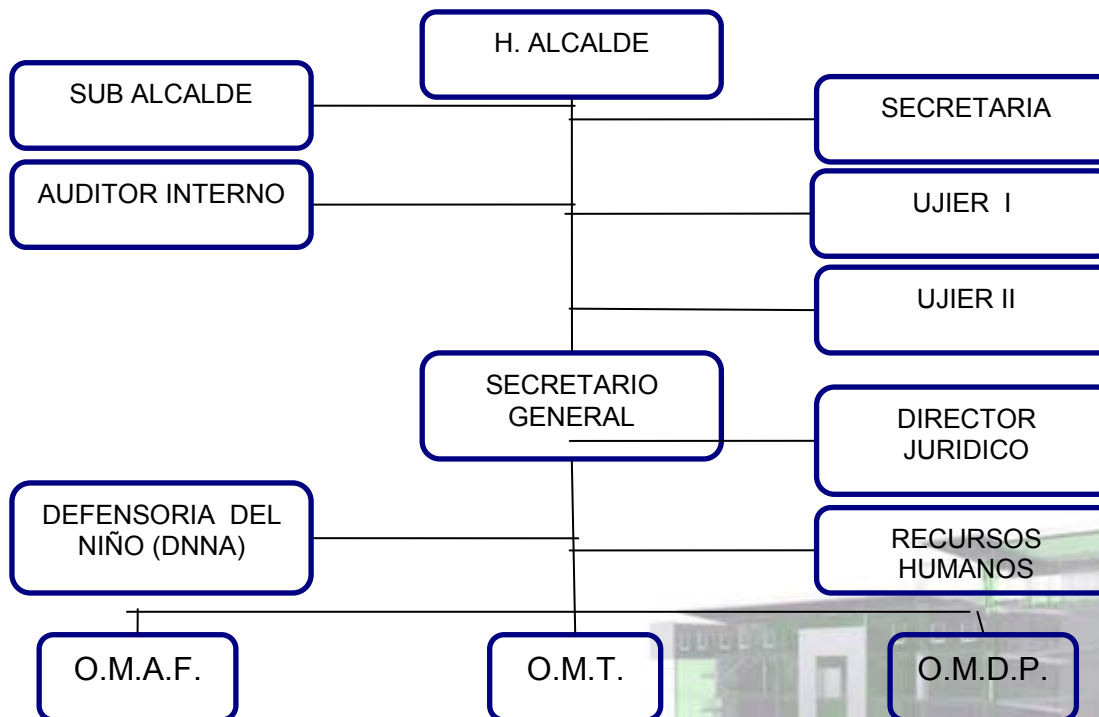 H. ALCALDE
SUB ALCALDE
SECRETARIA
AUDITOR INTERNO
UJIER I
UJIER II
SECRETARIO
GENERAL
DIRECTOR
JURIDICO
DEFENSORIA DEL
NIÑO (DNNA)
RECURSOS
HUMANOS
O.M.A.F.
O.M.T.
O.M.D.P.